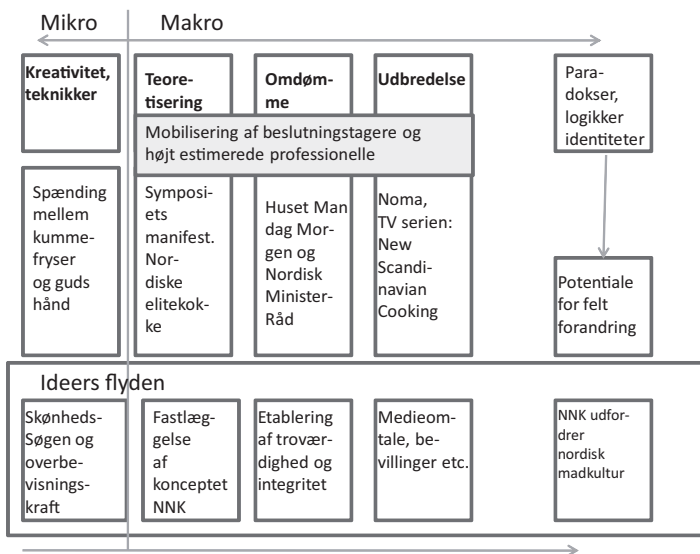 Mikro
Makro
Kreativitet,
teknikker
Teore-
tisering
Omdøm-
me
Udbredelse
Para-
dokser,
logikker
identiteter
Mobilisering af beslutningstagere og
højt estimerede professionelle
Spænding
mellem
kumme-
fryser
og guds
hånd
Symposi-
ets
manifest.
Nor-
diske
elitekok-
ke
Huset Man
dag Mor-
gen og
Nordisk
Minister-
Råd
Noma,
TV serien:
New
Scandi-
navian
Cooking
Potentiale
for felt
forandring
Ideers flyden
Skønheds-
Søgen og
overbe-
visnings-
kraft
Fastlæg-
gelse
af
konceptet
NNK
Etablering
af trovær-
dighed og
integritet
Medieom-
tale, be-
villinger etc.
NNK udfor-
drer
nordisk
madkultur